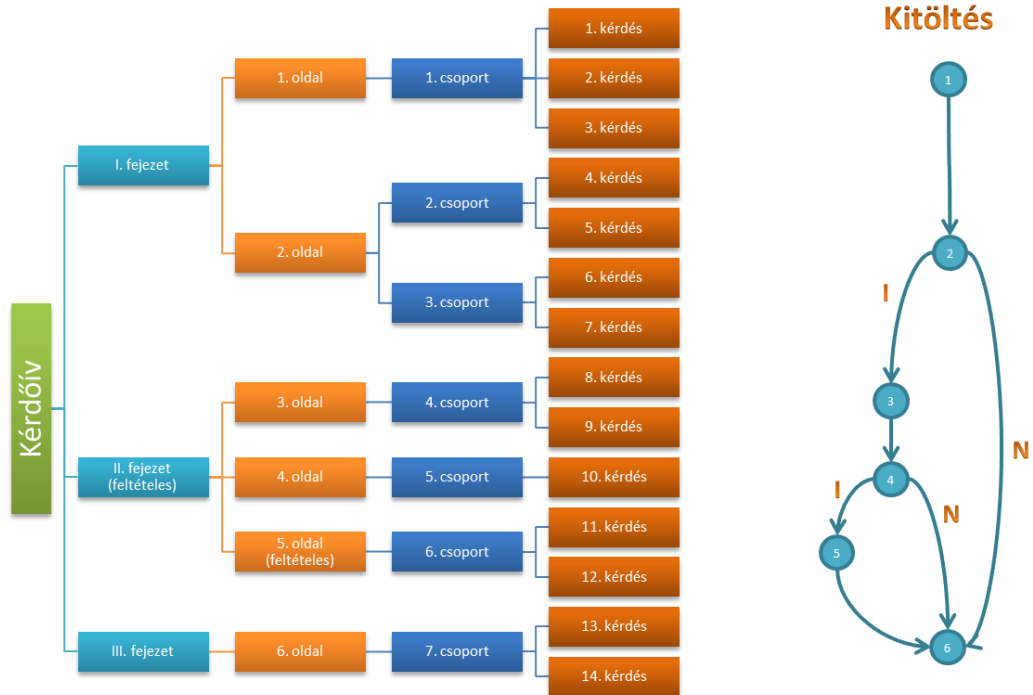 Kérdőív
I. fejezet
1. oldal
1. csoport
1. kérdés
2. kérdés
3. kérdés
2. oldal
2. csoport
4. kérdés
5. kérdés
3. csoport
6. kérdés
7. kérdés
II. fejezet
(feltételes)
3. oldal
4. csoport
8. kérdés
9. kérdés
4. oldal
5. csoport
10. kérdés
5. oldal
(feltételes)
6. csoport
11. kérdés
12. kérdés
III. fejezet
6. oldal
7. csoport
13. kérdés
14. kérdés
Kitöltés
1
2
I
N
3
4
I
N
5
6